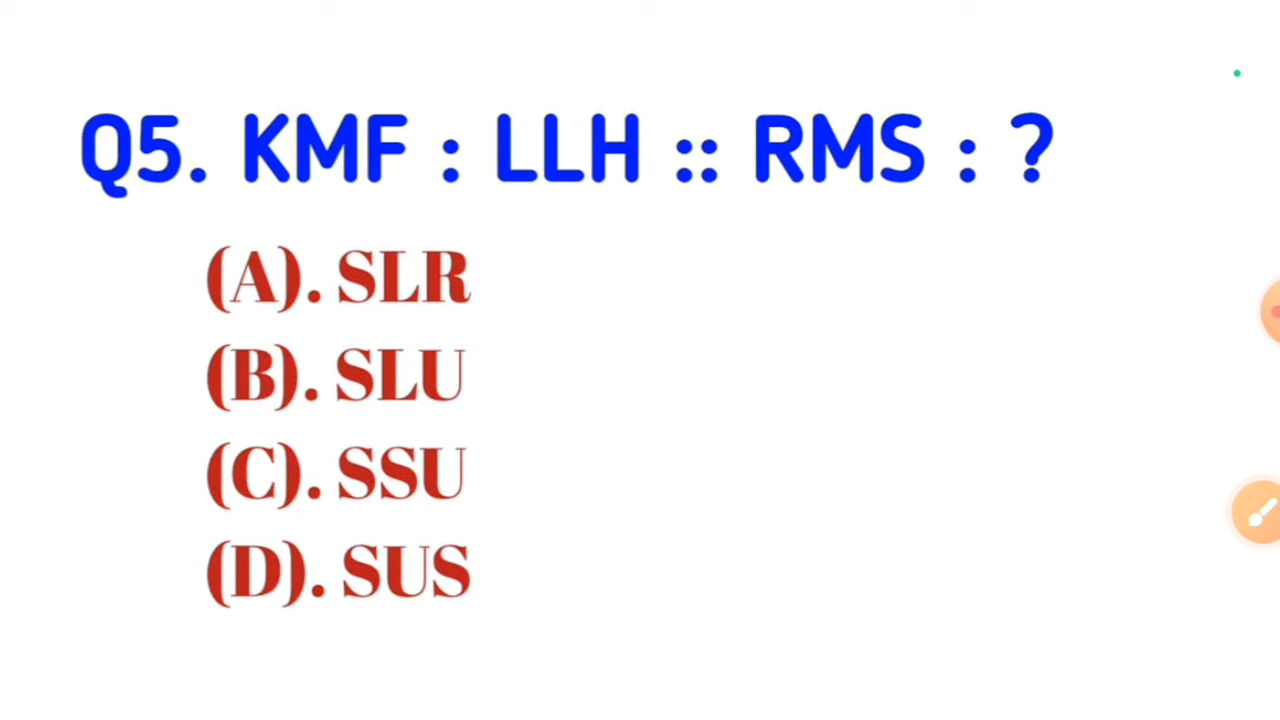 Q5. KMF : LLH :: RMS : ?
(A). SLR
(B). SLU
(C). SSU
(D). SUS